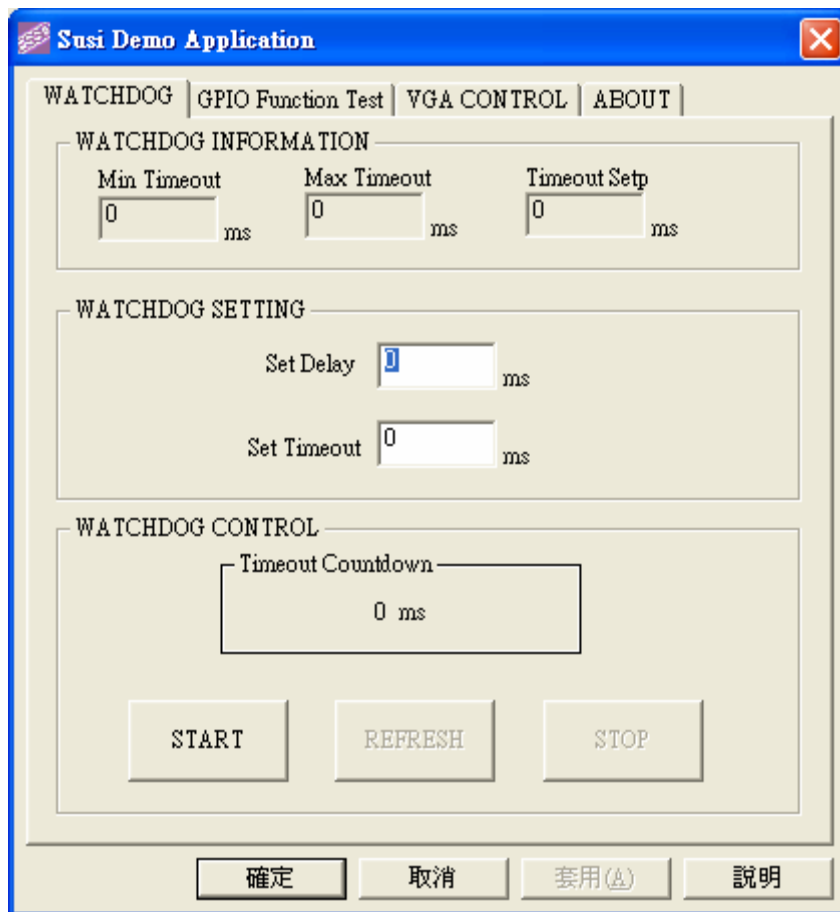 Susi Demo Application
WATCHDOG GPIO Function Test VGA CONTROL ABOUT
WATCHDOG INFORMATION
Min Timeout Max Timeout Timeout Setp
0 ms 0 ms 0 ms
WATCHDOG SETTING
Set Delay 0 ms
Set Timeout 0 ms
WATCHDOG CONTROL
Timeout Countdown
0 ms
START REFRESH STOP
確定 取消 套用(A) 說明